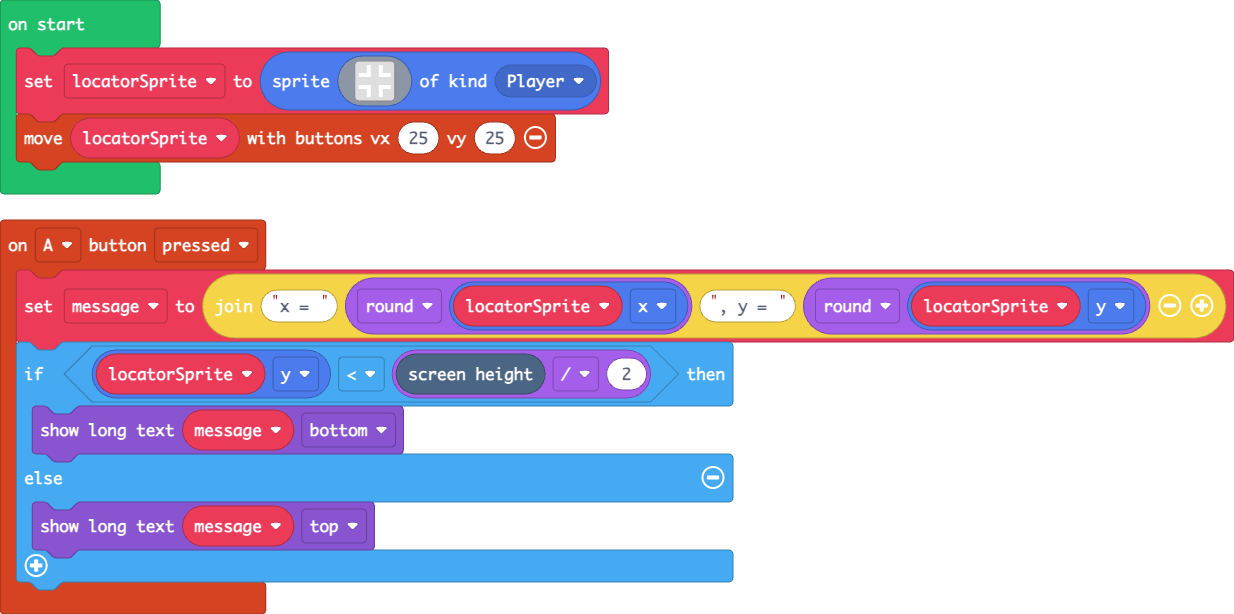 on start
set locatorSprite to sprite of kind Player
move locatorSprite with buttons vx 25 vy 25
on A button pressed
set message to join "x = " round locatorSprite x ", y = " round locatorSprite y
if locatorSprite y < screen height / 2 then
show long text message bottom
else
show long text message top